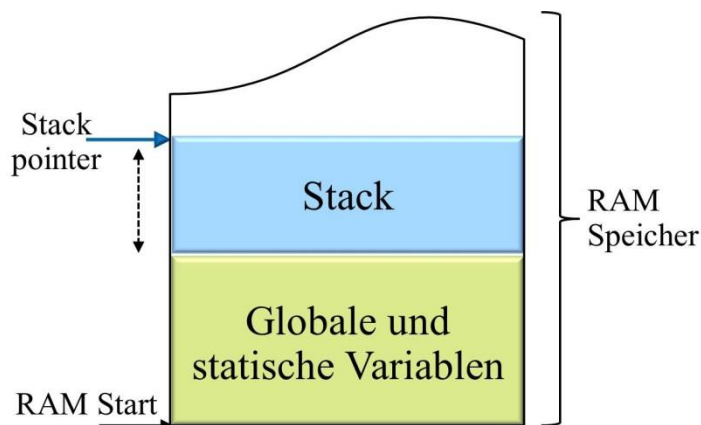 Stack
pointer
Stack
RAM
Speicher
Globale und
statische Variablen
RAM Start